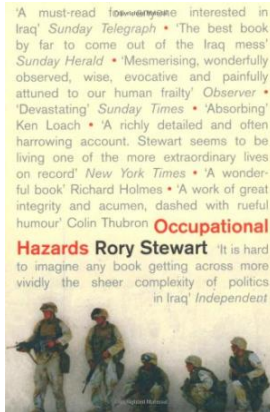 'A must-read for anyone interested in
Iraq' Sunday Telegraph • 'The best book
by far to come out of the Iraq mess'
Sunday Herald • 'Mesmerising, wonderfully
observed, wise, evocative and painfully
attuned to our human frailty' Observer •
'Devastating' Sunday Times • 'Absorbing'
Ken Loach • 'A richly detailed and often
harrowing account. Stewart seems to be
living one of the more extraordinary lives
on record' New York Times • 'A wonder-
ful book' Richard Holmes • 'A work of great
integrity and acumen, dashed with rueful
humour' Colin Thubron Occupational
Hazards Rory Stewart 'It is hard
to imagine any book getting across more
vividly the sheer complexity of politics
in Iraq' Independent